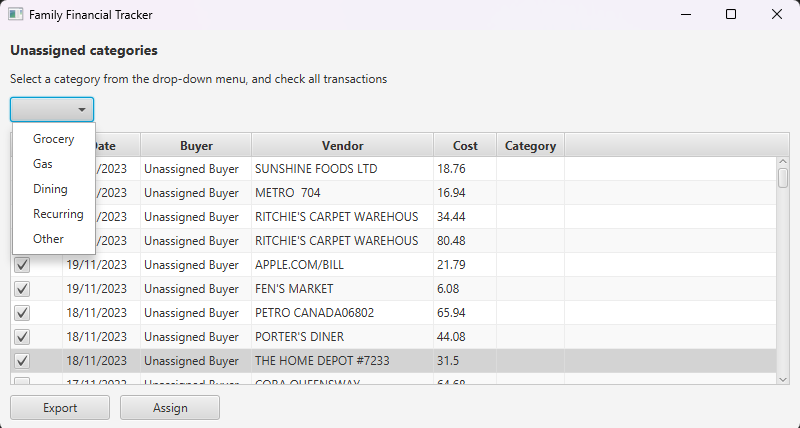 Family Financial Tracker
Unassigned categories
Select a category from the drop-down menu, and check all transactions
Grocery
Gas
Dining
Recurring
Other
Date Buyer Vendor Cost Category
/2023 Unassigned Buyer SUNSHINE FOODS LTD 18.76
/2023 Unassigned Buyer METRO 704 16.94
/2023 Unassigned Buyer RITCHIE'S CARPET WAREHOUS 34.44
/2023 Unassigned Buyer RITCHIE'S CARPET WAREHOUS 80.48
19/11/2023 Unassigned Buyer APPLE.COM/BILL 21.79
19/11/2023 Unassigned Buyer FEN'S MARKET 6.08
18/11/2023 Unassigned Buyer PETRO CANADA06802 65.94
18/11/2023 Unassigned Buyer PORTER'S DINER 44.08
18/11/2023 Unassigned Buyer THE HOME DEPOT #7233 31.5
17/11/2023 Unassigned Buyer QUEENSWAY 64.68
Export Assign